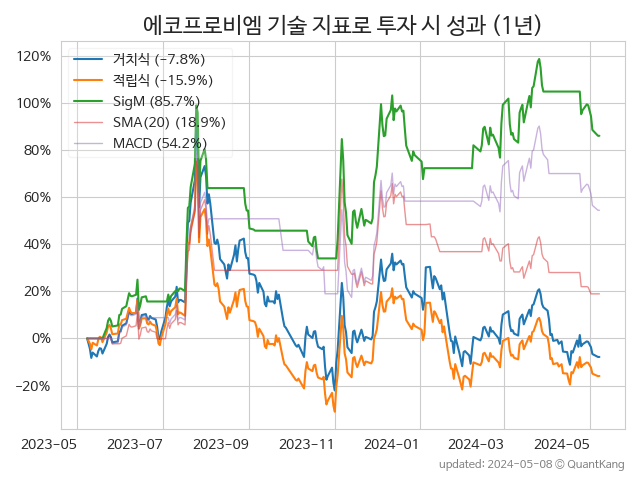 에코프로비엠 기술 지표로 투자 시 성과 (1년)
120%
100%
80%
60%
40%
20%
0%
−20%
거치식 (−7.8%)
적립식 (−15.9%)
SigM (85.7%)
SMA(20) (18.9%)
MACD (54.2%)
2023-05 2023-07 2023-09 2023-11 2024-01 2024-03 2024-05
updated: 2024-05-08 ⓒ QuantKang